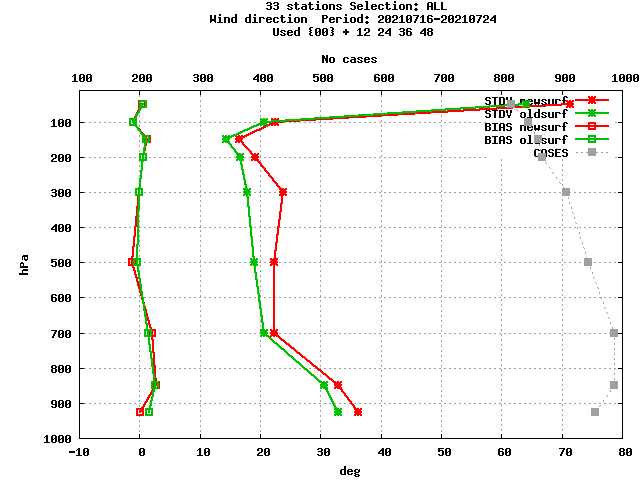 33 stations Selection: ALL
Wind direction  Period: 20210716-20210724
Used {00} + 12 24 36 48
No cases
100 200 300 400 500 600 700 800 900 1000
STDV newsurf
STDV oldsurf
BIAS newsurf
BIAS oldsurf
CASES
100
200
300
400
500
600
700
800
900
1000
hPa
-10 0 10 20 30 40 50 60 70 80
deg